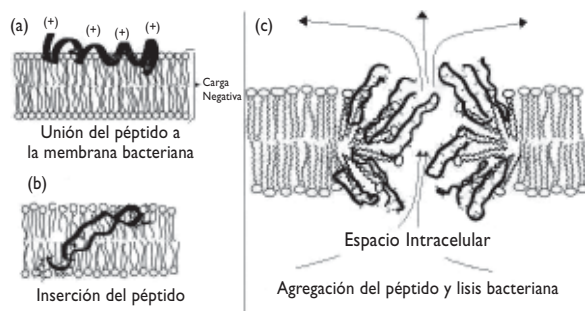 (a)
(+) (+) (+) (+)
Carga
Negativa
Unión del péptido a
la membrana bacteriana
(b)
Inserción del péptido
(c)
Espacio Intracelular
Agregación del péptido y lisis bacteriana